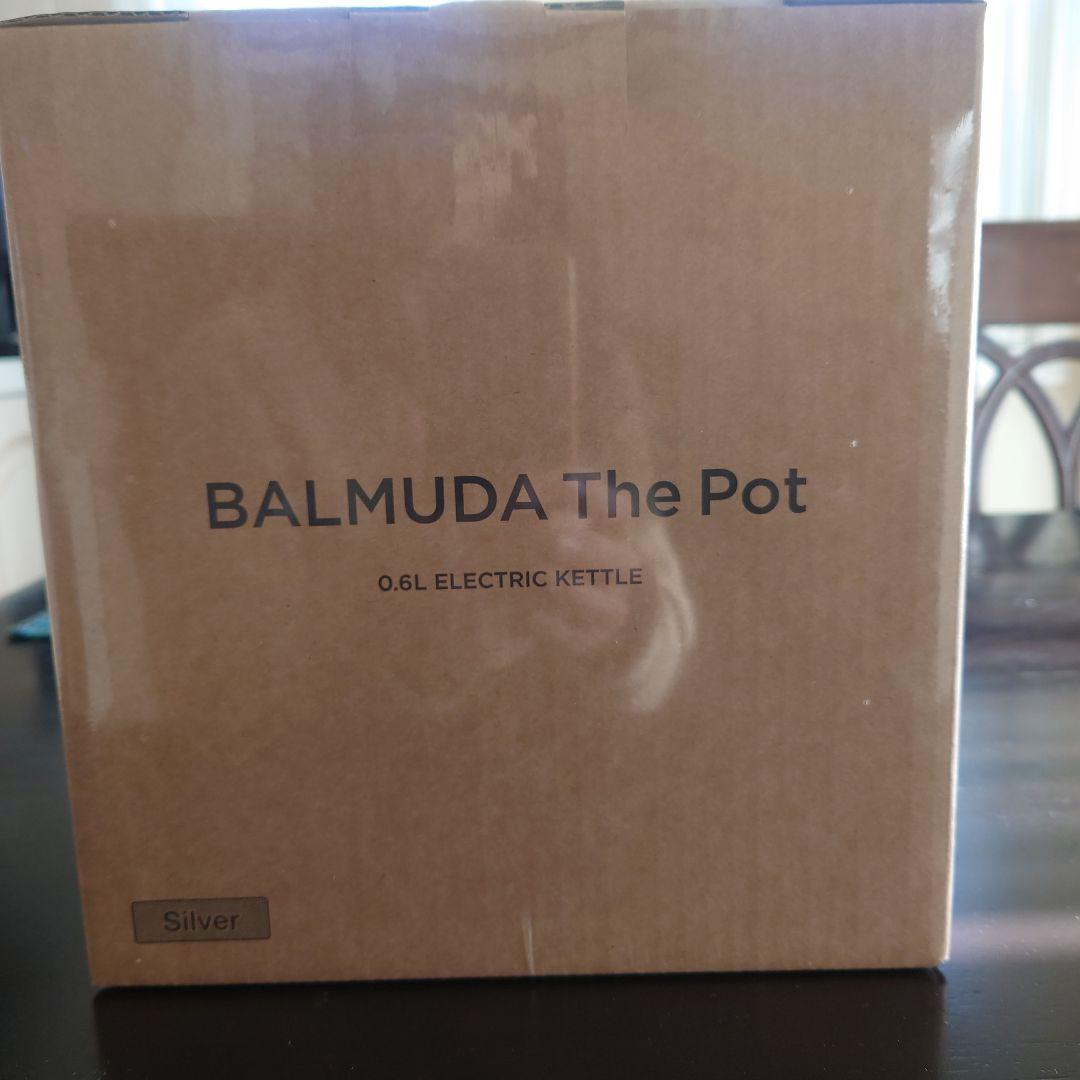 BALMUDA The Pot
0.6L ELECTRIC KETTLE
Silver